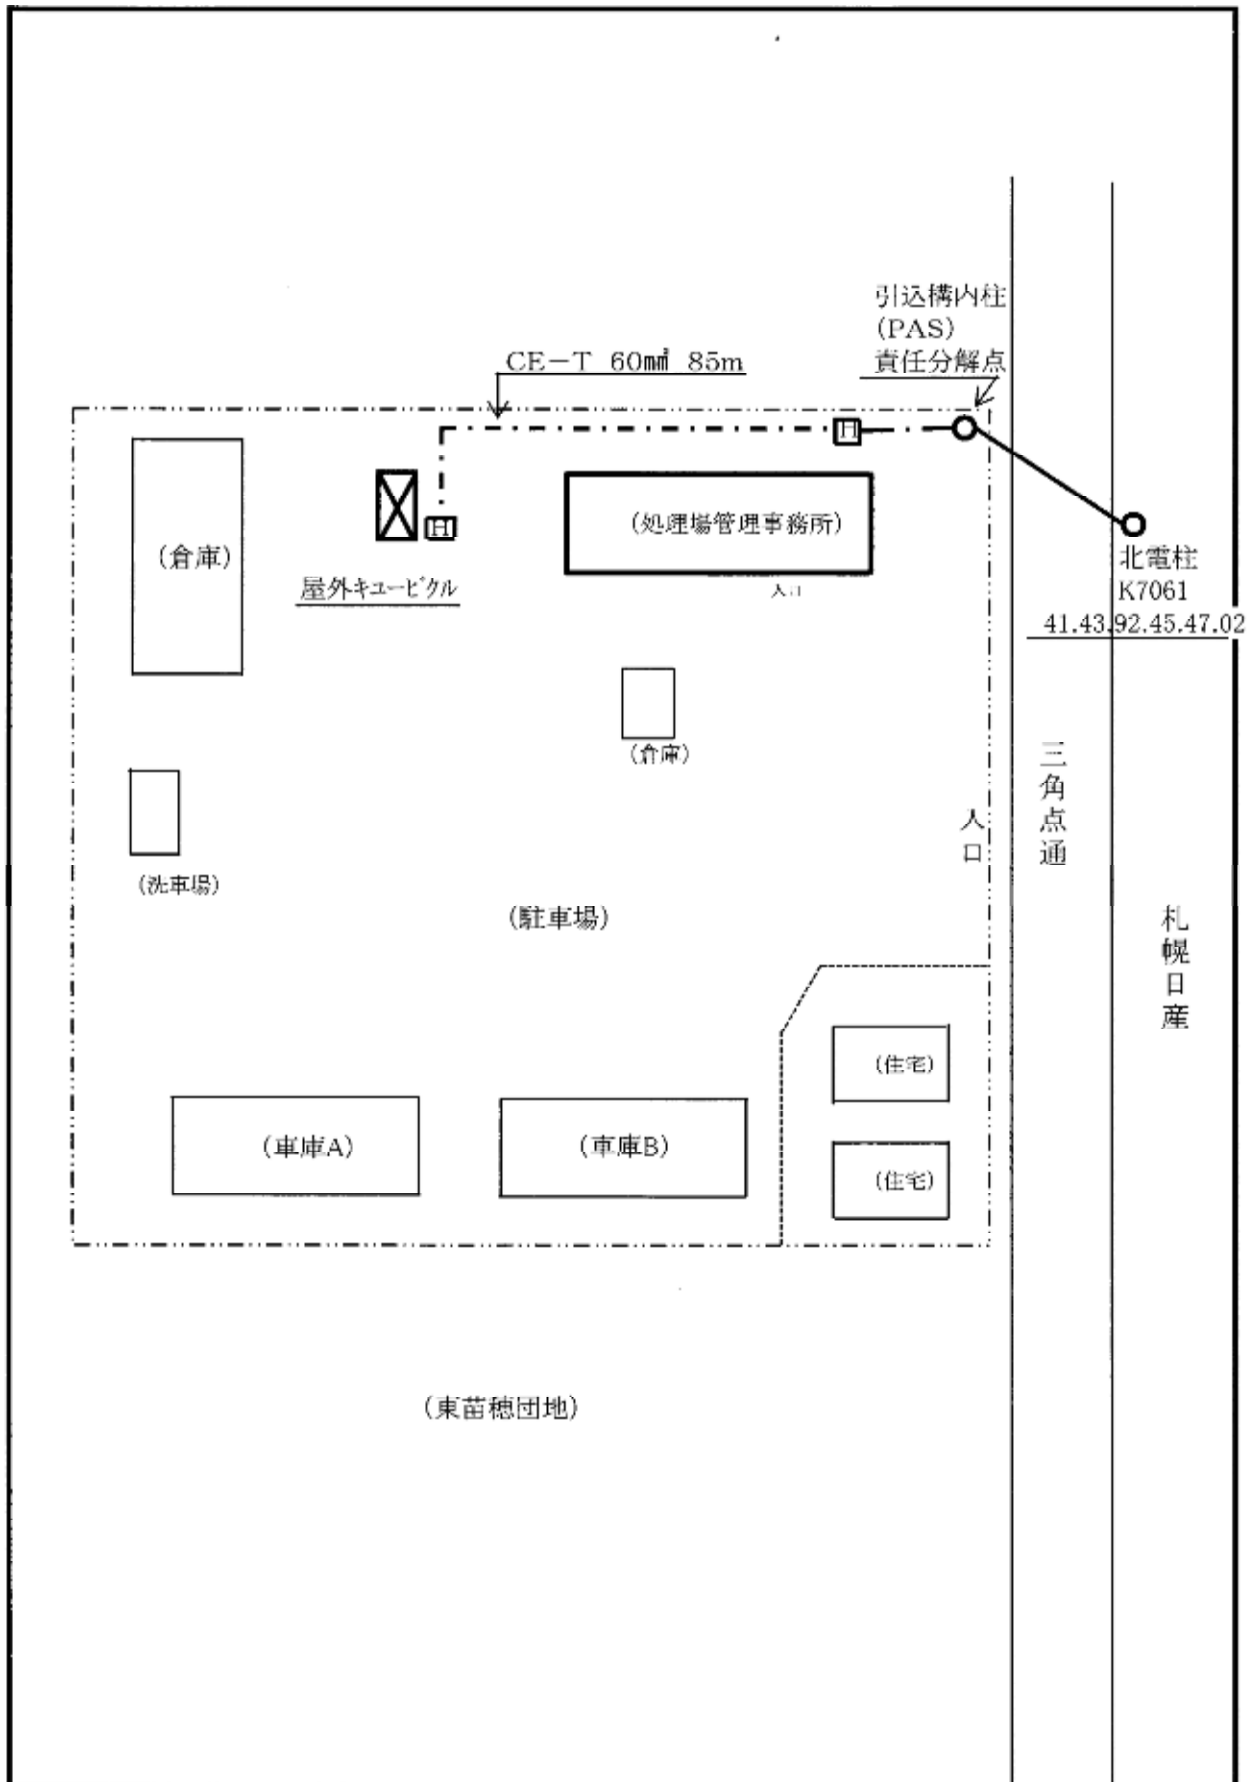 引込構内柱
(PAS)
責任分解点
CE－T 60㎟ 85m
H
H
(処理場管理事務所)
入口
(倉庫)
屋外キュービクル
北電柱
K7061
41.43.92.45.47.02
(倉庫)
三角点通
入口
(洗車場)
(駐車場)
札幌日産
(住宅)
(車庫A)
(車庫B)
(住宅)
(東苗穂団地)